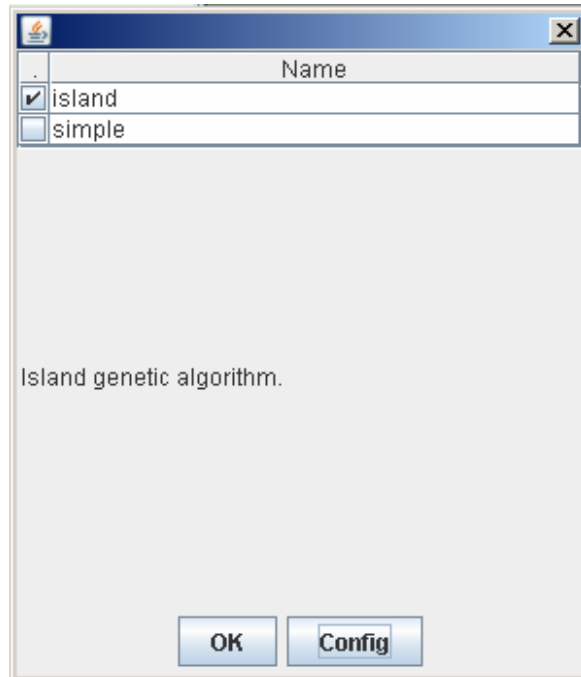 . Name
island
simple
Island genetic algorithm.
OK Config